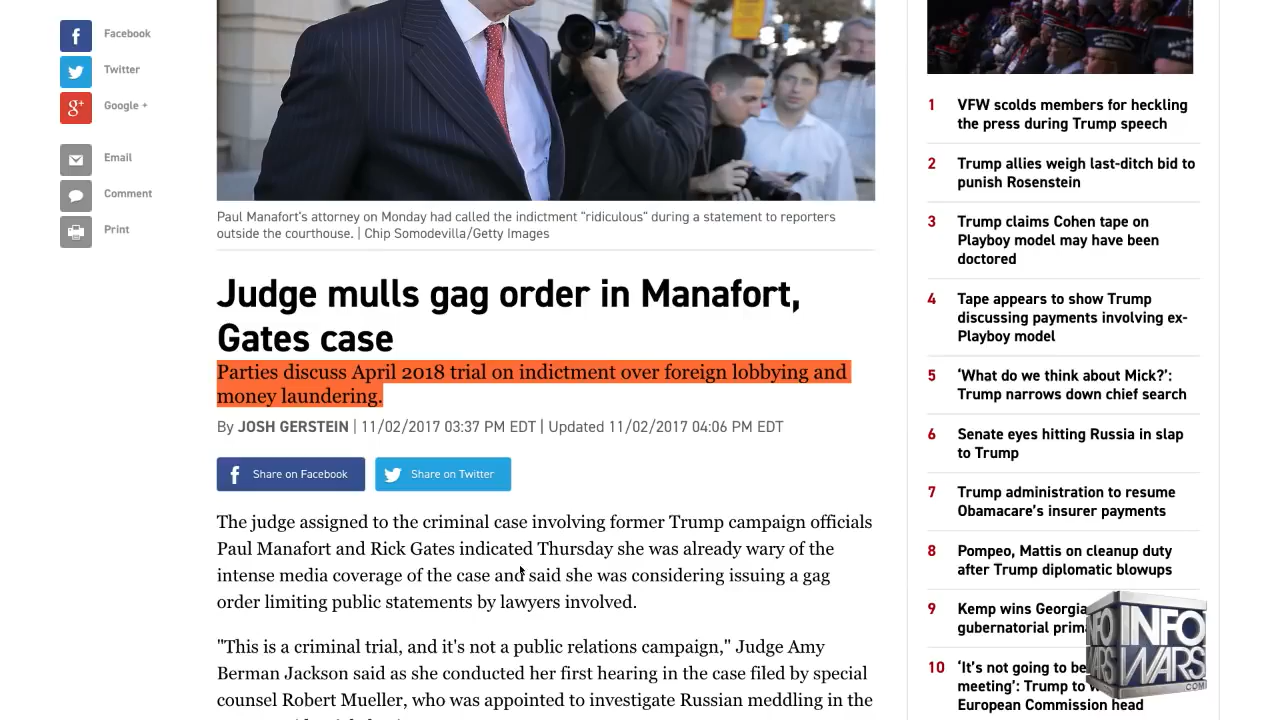 Facebook
Twitter
Google +
Email
Comment
Print
Paul Manafort's attorney on Monday had called the indictment "ridiculous" during a statement to reporters
outside the courthouse. | Chip Somodevilla/Getty Images
Judge mulls gag order in Manafort,
Gates case
Parties discuss April 2018 trial on indictment over foreign lobbying and
money laundering.
By JOSH GERSTEIN | 11/02/2017 03:37 PM EDT | Updated 11/02/2017 04:06 PM EDT
Share on Facebook
Share on Twitter
The judge assigned to the criminal case involving former Trump campaign officials
Paul Manafort and Rick Gates indicated Thursday she was already wary of the
intense media coverage of the case and said she was considering issuing a gag
order limiting public statements by lawyers involved.
"This is a criminal trial, and it's not a public relations campaign," Judge Amy
Berman Jackson said as she conducted her first hearing in the case filed by special
counsel Robert Mueller, who was appointed to investigate Russian meddling in the
1 VFW scolds members for heckling
the press during Trump speech
2 Trump allies weigh last-ditch bid to
punish Rosenstein
3 Trump claims Cohen tape on
Playboy model may have been
doctored
4 Tape appears to show Trump
discussing payments involving ex-
Playboy model
5 ‘What do we think about Mick?’:
Trump narrows down chief search
6 Senate eyes hitting Russia in slap
to Trump
7 Trump administration to resume
Obamacare's insurer payments
8 Pompeo, Mattis on cleanup duty
after Trump diplomatic blowups
9 Kemp wins Georgia
gubernatorial
10 ‘It’s not going to be
meeting’: Trump to
European Commission head
INFO
WARS
.COM